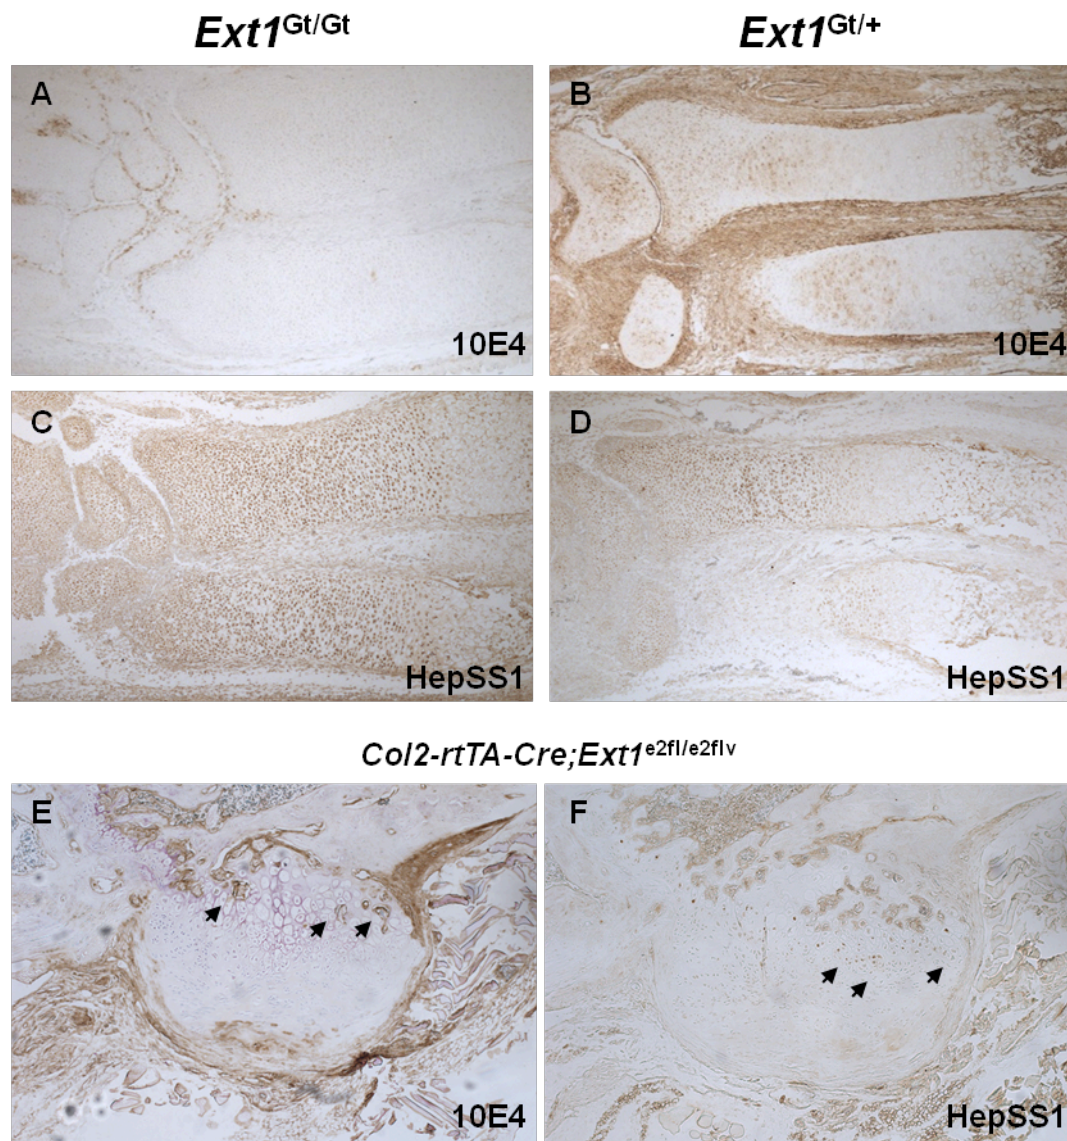 Ext1Gt/Gt
Ext1Gt/+
A
B
10E4
10E4
C
D
HepSS1
HepSS1
Col2-rtTA-Cre;Ext1e2fl/e2flv
E
F
10E4
HepSS1